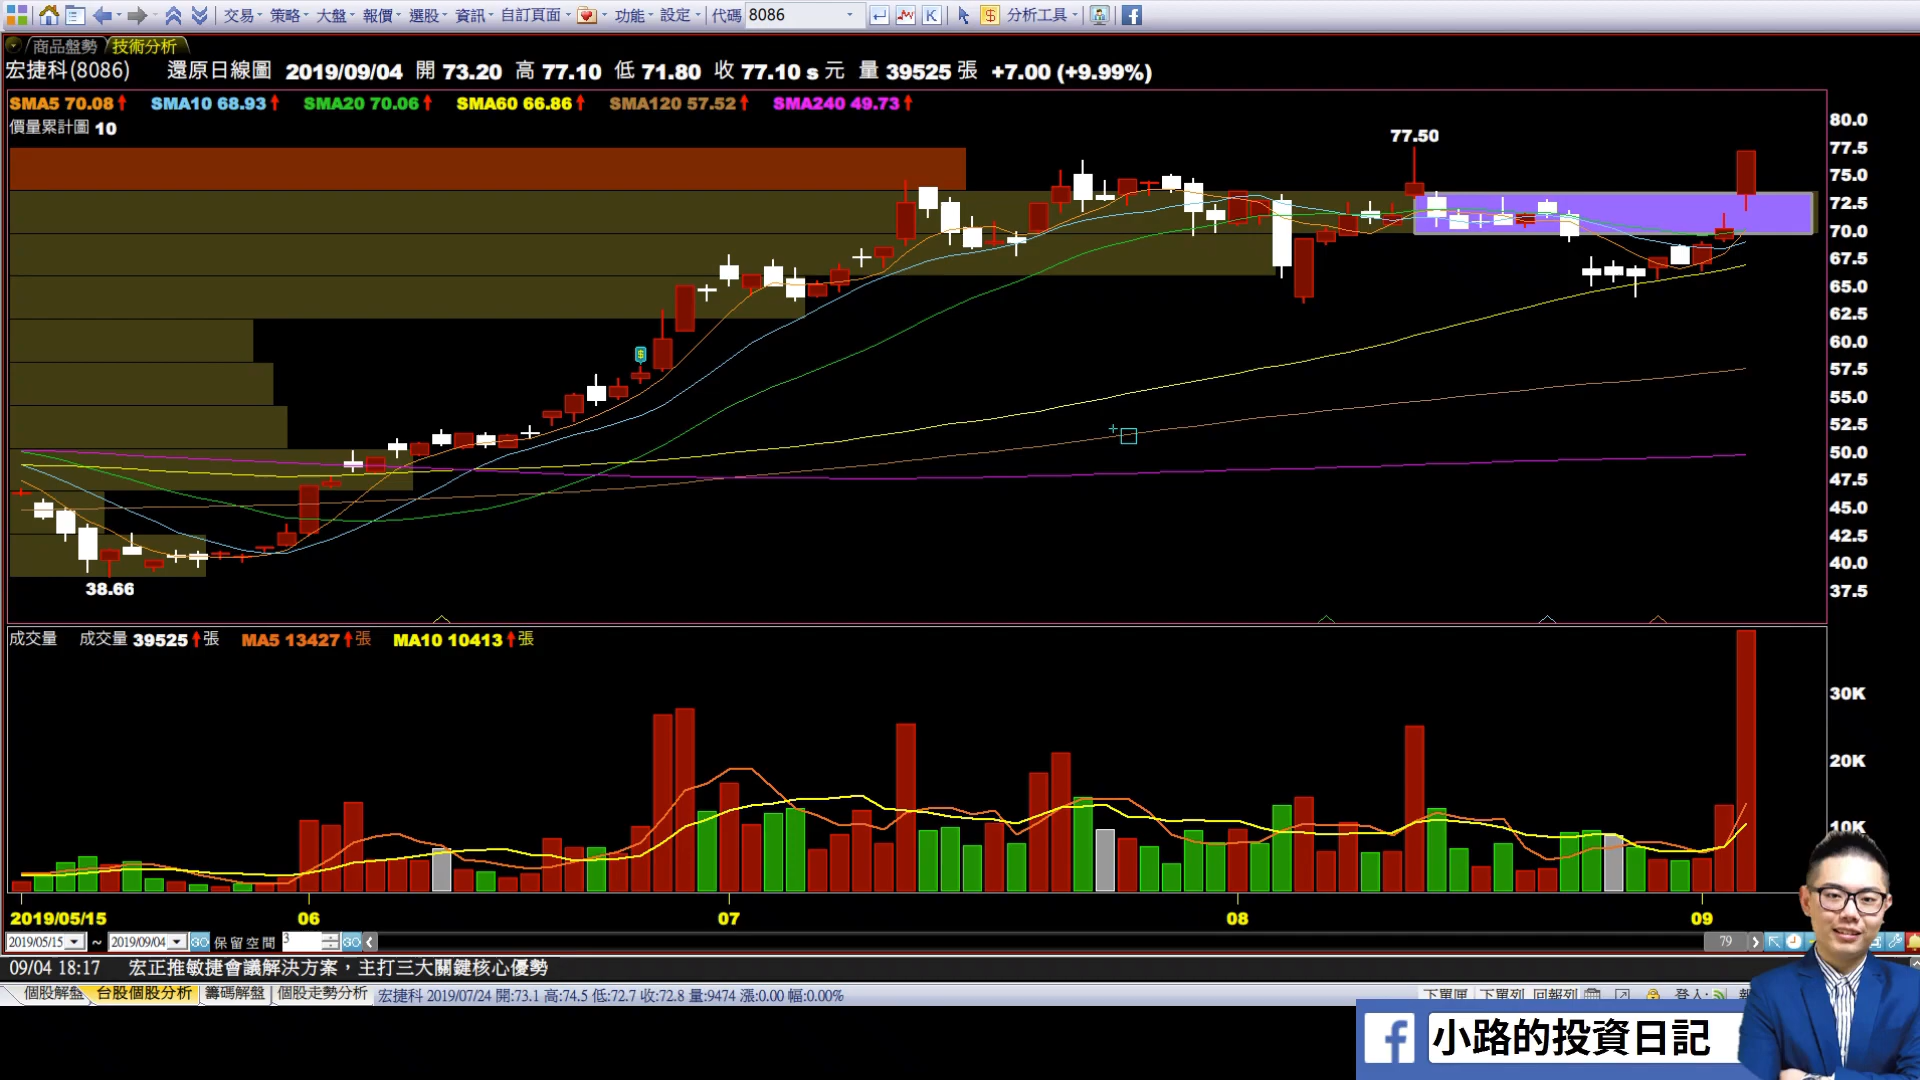 交易 策略 大盤 報價 選股 資訊 自訂頁面 功能 設定 代碼 8086 K $ 分析工具
商品盤勢 技術分析
宏捷科(8086) 還原日線圖 2019/09/04 開 73.20 高 77.10 低 71.80 收 77.10 s 元 量 39525 張 +7.00 (+9.99%)
SMA5 70.08 SMA10 68.93 SMA20 70.06 SMA60 66.86 SMA120 57.52 SMA240 49.73
價量累計圖 10
80.0
77.50
77.5
75.0
72.5
70.0
67.5
65.0
62.5
60.0
57.5
55.0
52.5
50.0
47.5
45.0
42.5
40.0
38.66
37.5
成交量 成交量 39525 張 MA5 13427 張 MA10 10413 張
30K
20K
10K
2019/05/15 06 07 08 09
2019/05/15 ~ 2019/09/04 GO 保留空間 3 GO 79
09/04 18:17 宏正推敏捷會議解決方案，主打三大關鍵核心優勢
個股解盤 台股個股分析 籌碼解盤 個股走勢分析 宏捷科 2019/07/24 開:73.1 高:74.5 低:72.7 收:72.8 量:9474 漲:0.00 幅:0.00% 下單匣 下單列 回報列 登入:
小路的投資日記